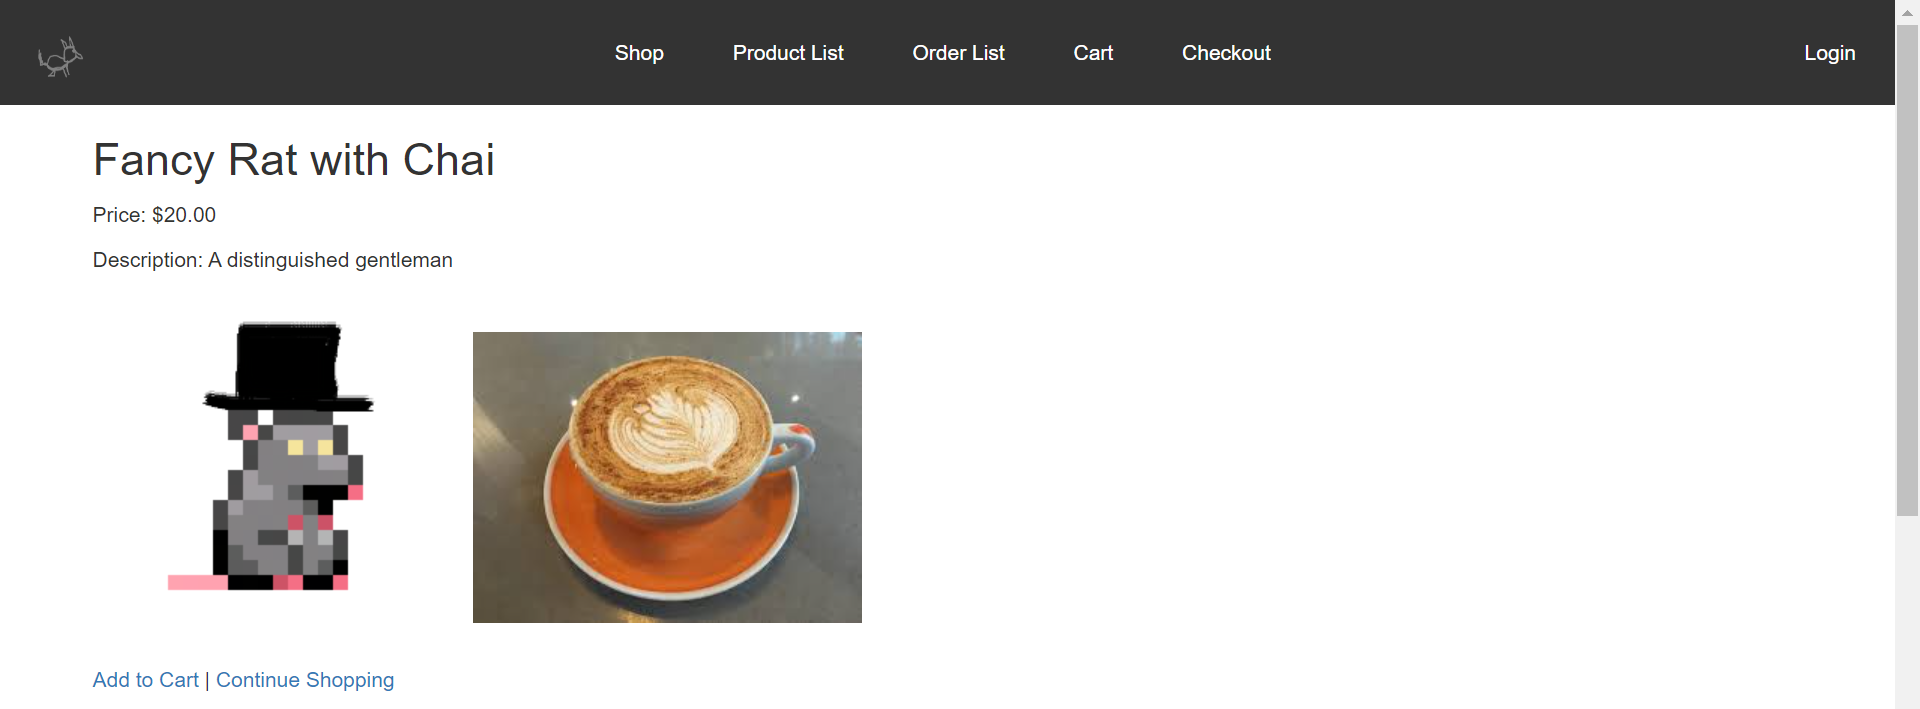 Shop Product List Order List Cart Checkout Login
Fancy Rat with Chai
Price: $20.00
Description: A distinguished gentleman
Add to Cart | Continue Shopping